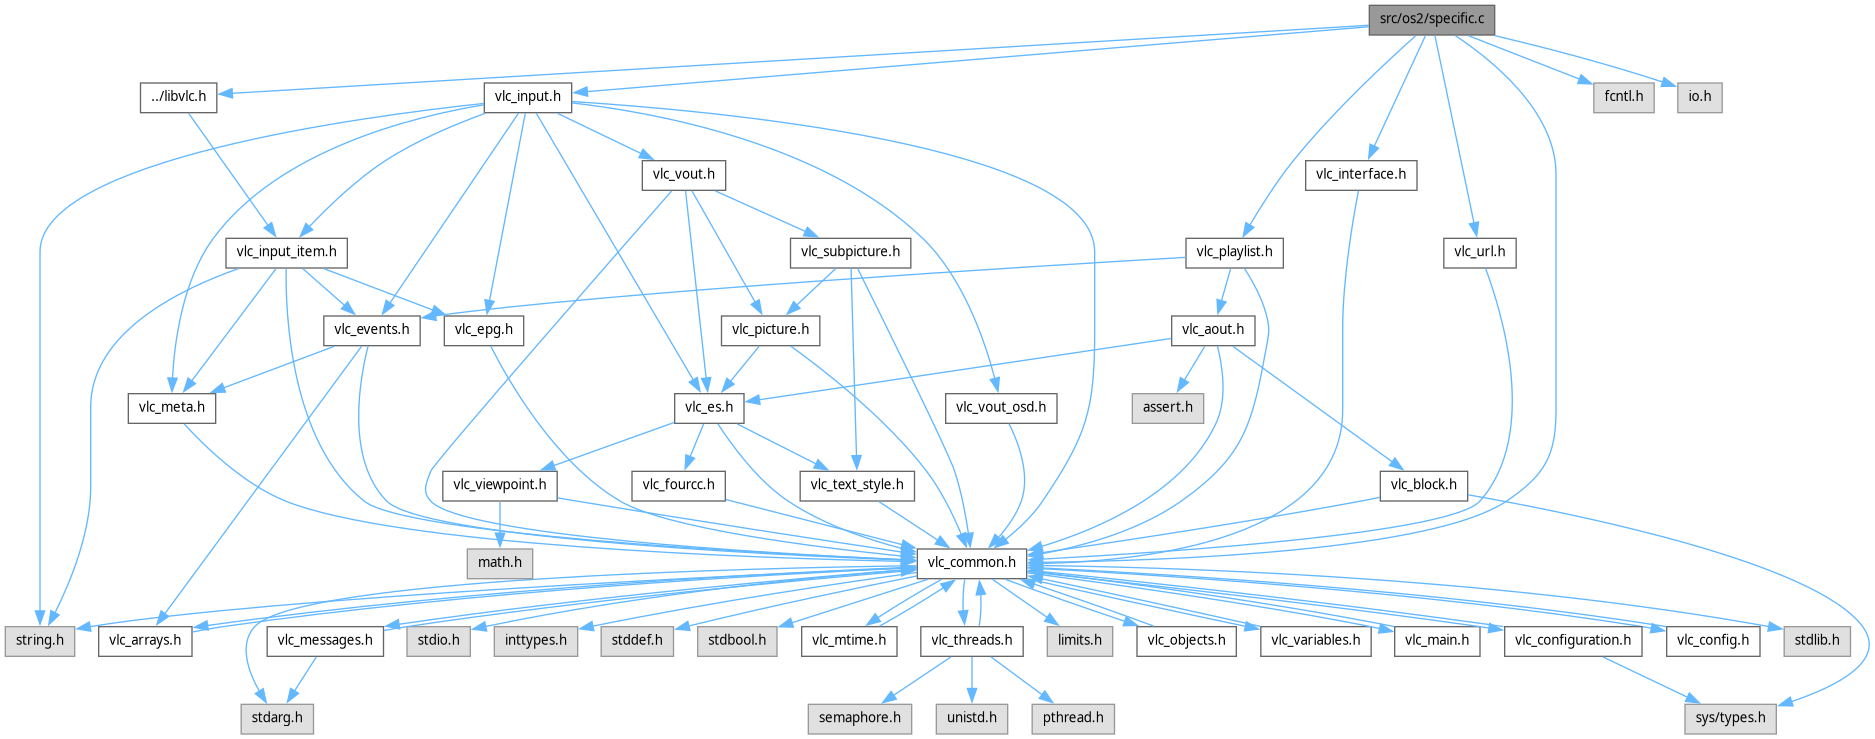 src/os2/specific.c
../libvlc.h
vlc_input.h
fcntl.h
io.h
vlc_vout.h
vlc_interface.h
vlc_input_item.h
vlc_subpicture.h
vlc_playlist.h
vlc_url.h
vlc_events.h
vlc_epg.h
vlc_picture.h
vlc_aout.h
vlc_meta.h
vlc_es.h
vlc_vout_osd.h
assert.h
vlc_viewpoint.h
vlc_fourcc.h
vlc_text_style.h
vlc_block.h
math.h
vlc_common.h
string.h
vlc_arrays.h
vlc_messages.h
stdio.h
inttypes.h
stddef.h
stdbool.h
vlc_mtime.h
vlc_threads.h
limits.h
vlc_objects.h
vlc_variables.h
vlc_main.h
vlc_configuration.h
vlc_config.h
stdlib.h
stdarg.h
semaphore.h
unistd.h
pthread.h
sys/types.h